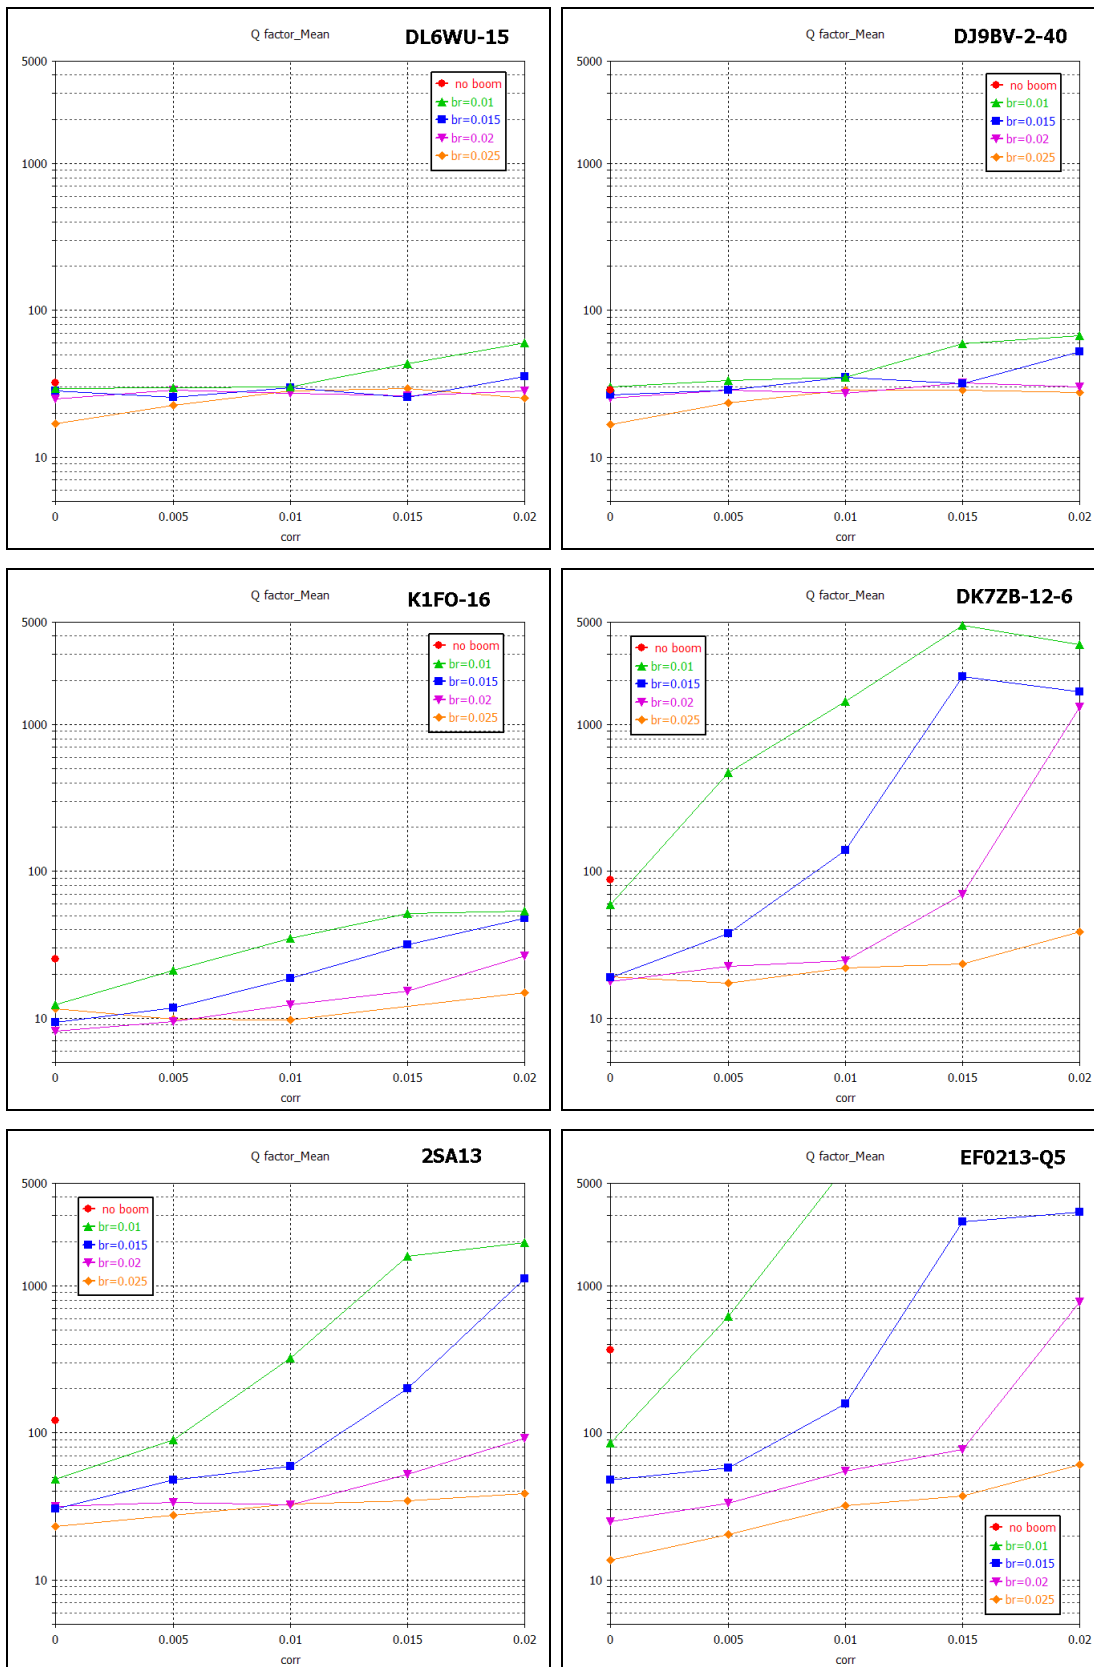 Q factor_Mean DL6WU-15
5000
1000
100
10
no boom
br=0.01
br=0.015
br=0.02
br=0.025
0 0.005 0.01 0.015 0.02
corr
Q factor_Mean DJ9BV-2-40
5000
1000
100
10
no boom
br=0.01
br=0.015
br=0.02
br=0.025
0 0.005 0.01 0.015 0.02
corr
Q factor_Mean K1FO-16
5000
1000
100
10
no boom
br=0.01
br=0.015
br=0.02
br=0.025
0 0.005 0.01 0.015 0.02
corr
Q factor_Mean DK7ZB-12-6
5000
1000
100
10
no boom
br=0.01
br=0.015
br=0.02
br=0.025
0 0.005 0.01 0.015 0.02
corr
Q factor_Mean 2SA13
5000
1000
100
10
no boom
br=0.01
br=0.015
br=0.02
br=0.025
0 0.005 0.01 0.015 0.02
corr
Q factor_Mean EF0213-Q5
5000
1000
100
10
no boom
br=0.01
br=0.015
br=0.02
br=0.025
0 0.005 0.01 0.015 0.02
corr